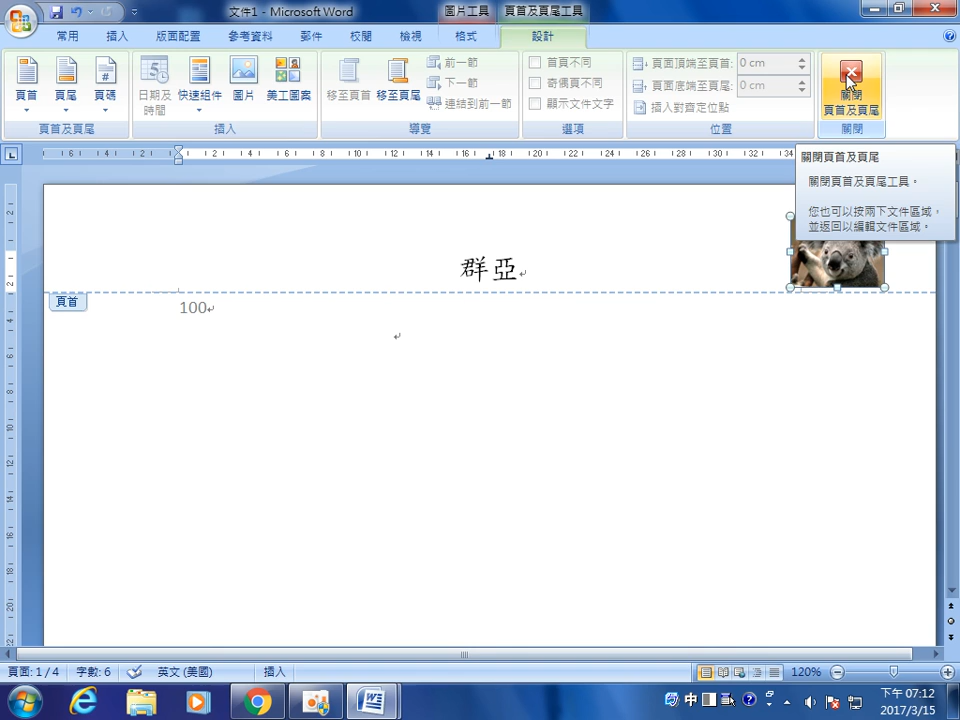 文件1 - Microsoft Word
圖片工具
頁首及頁尾工具
常用 插入 版面配置 參考資料 郵件 校閱 檢視 格式 設計
頁首 頁尾 頁碼
頁首及頁尾
日期及時間 快速組件 圖片 美工圖案
插入
移至頁首 移至頁尾
前一節
下一節
連結到前一節
導覽
首頁不同
奇偶頁不同
顯示文件文字
選項
頁面頂端至頁首: 0 cm
頁面底端至頁尾: 0 cm
插入對齊定位點
位置
關閉
頁首及頁尾
關閉
關閉頁首及頁尾
關閉頁首及頁尾工具。
您也可以按兩下文件區域,
並返回以編輯文件區域。
群亞
頁首
100
頁面: 1 / 4 字數: 6 英文 (美國) 插入 120%
中
下午 07:12
2017/3/15